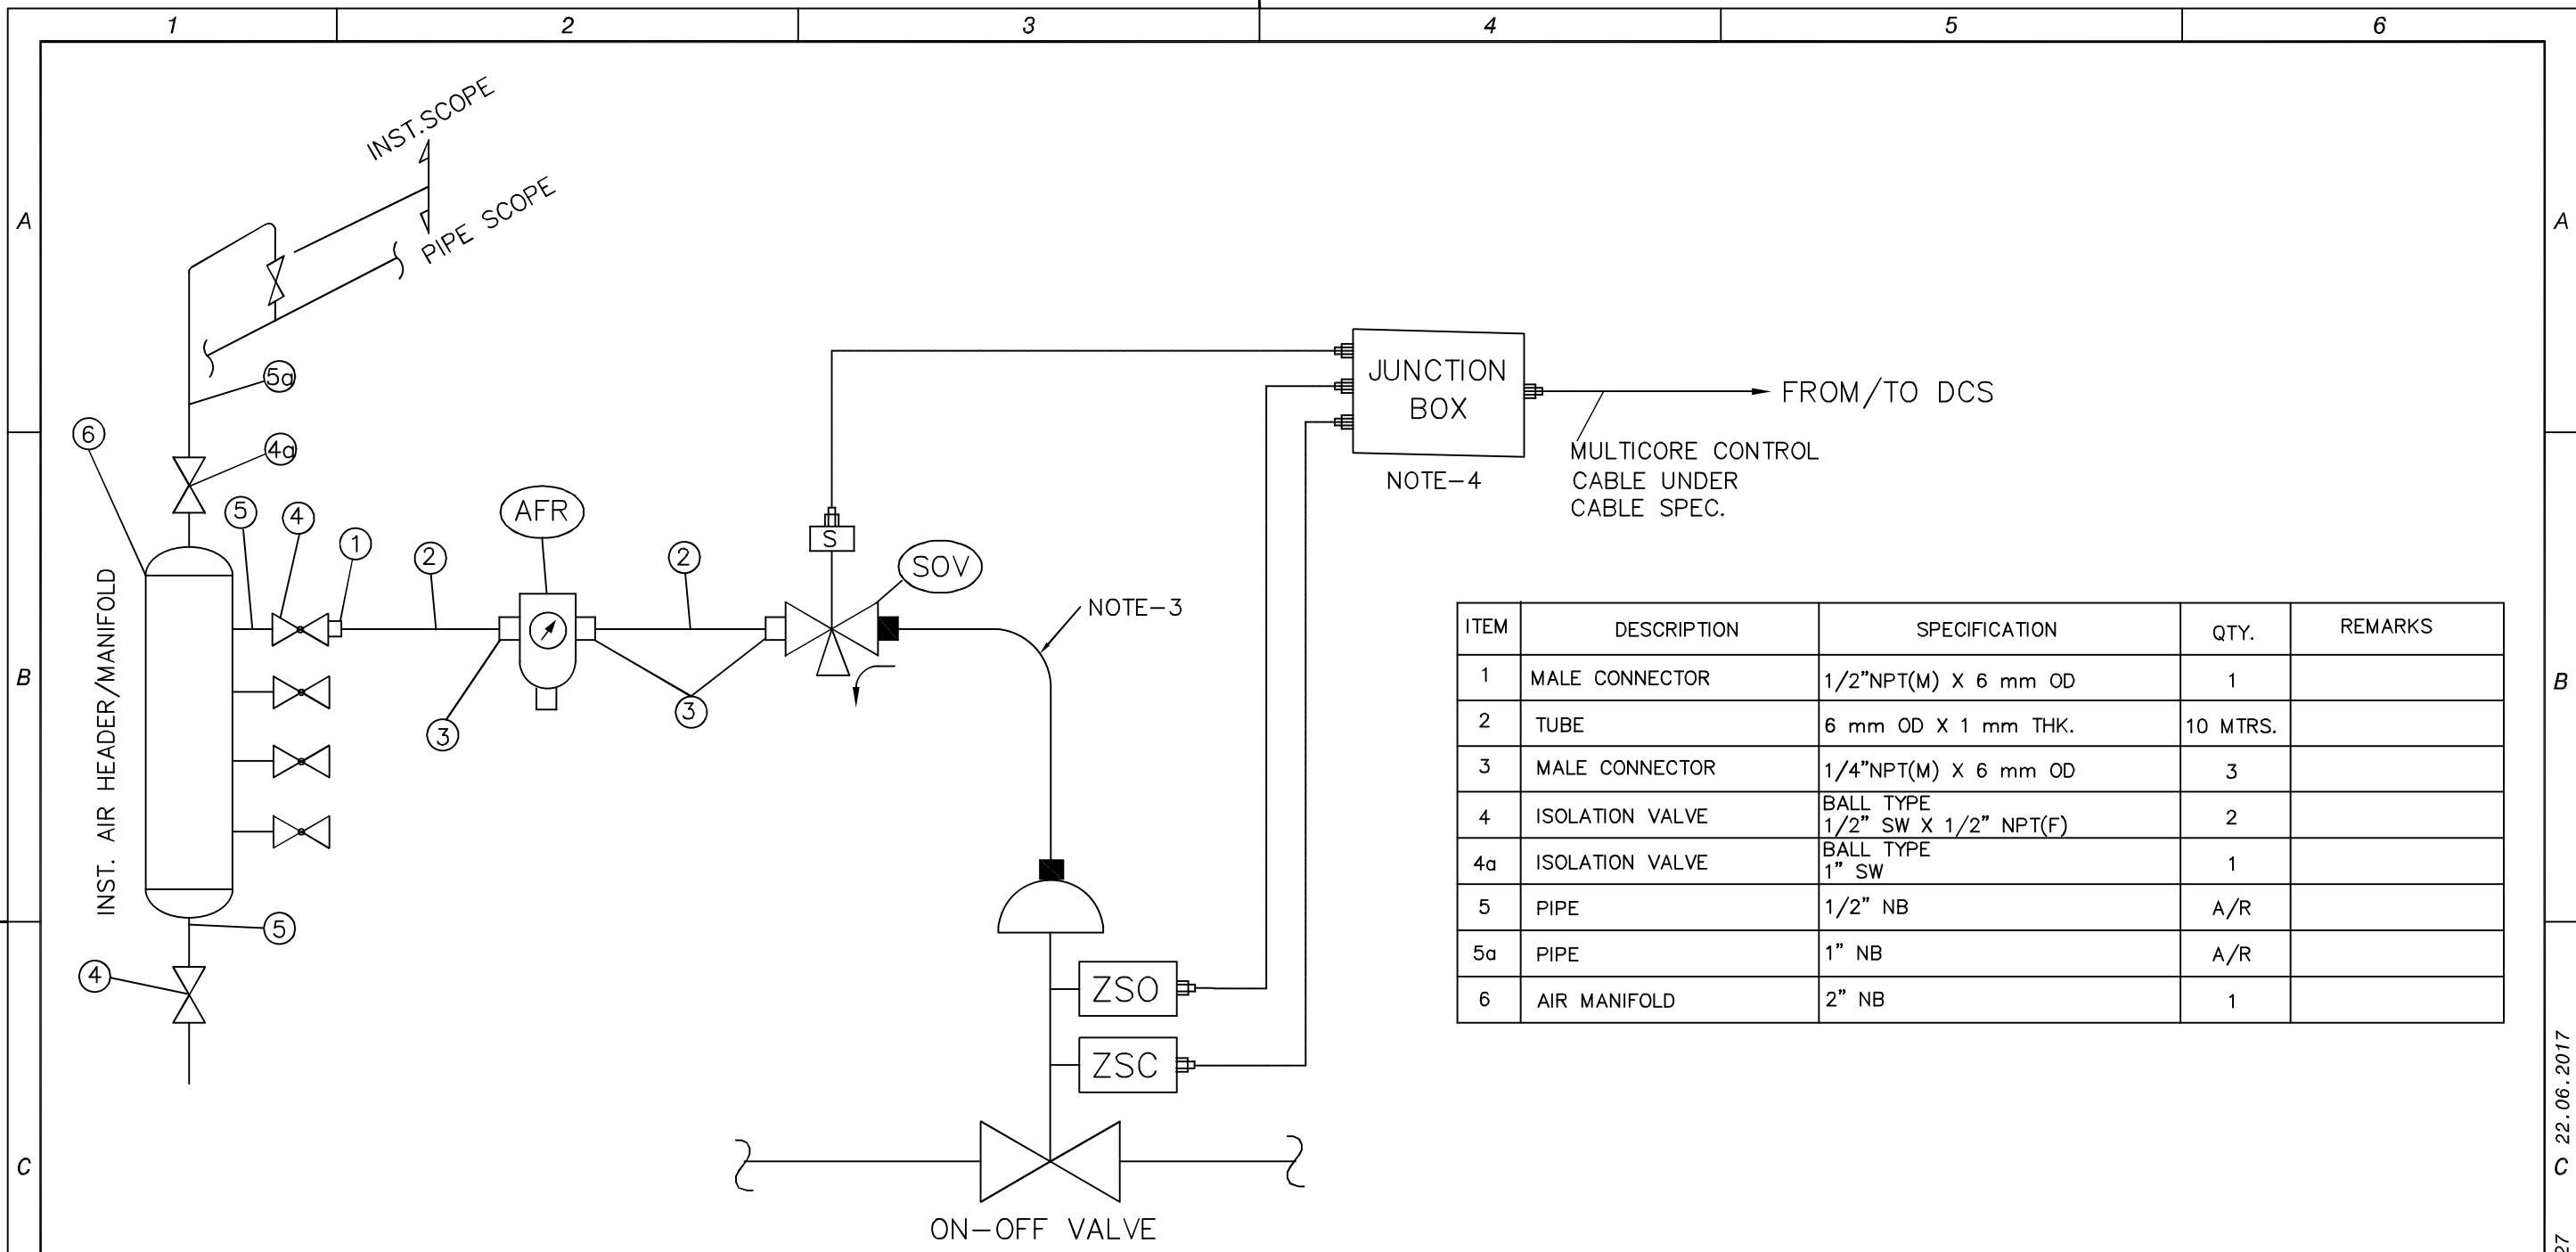 1 2 3 4 5 6
INST.SCOPE
PIPE SCOPE
A A
5a
6
4a
JUNCTION
BOX
FROM/TO DCS
MULTICORE CONTROL
CABLE UNDER
CABLE SPEC.
NOTE-4
5 4 1 2 AFR 2 S SOV
NOTE-3
INST. AIR HEADER/MANIFOLD
B B
3 3
5
4
ZSO
ZSC
C C
ON-OFF VALVE
ITEM DESCRIPTION SPECIFICATION QTY. REMARKS
1 MALE CONNECTOR 1/2"NPT(M) X 6 mm OD 1
2 TUBE 6 mm OD X 1 mm THK. 10 MTRS.
3 MALE CONNECTOR 1/4"NPT(M) X 6 mm OD 3
4 ISOLATION VALVE BALL TYPE
1/2" SW X 1/2" NPT(F) 2
4a ISOLATION VALVE BALL TYPE
1" SW 1
5 PIPE 1/2" NB A/R
5a PIPE 1" NB A/R
6 AIR MANIFOLD 2" NB 1
22.06.2017
27